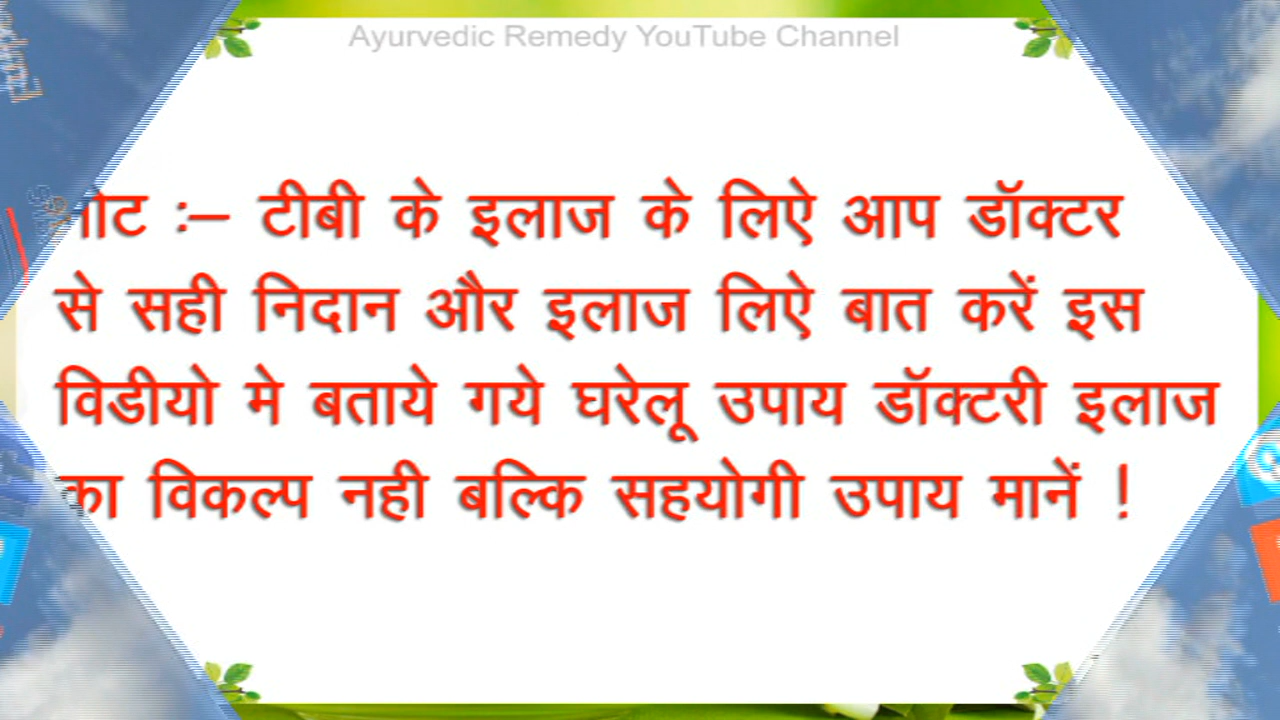 Ayurvedic Remedy YouTube Channel
नोट :– टीबी के इलाज के लिऐ आप डॉक्टर
से सही निदान और इलाज लिऐ बात करें इस
विडीयो मे बताये गये घरेलू उपाय डॉक्टरी इलाज
का विकल्प नही बल्कि सहयोगी उपाय मानें !